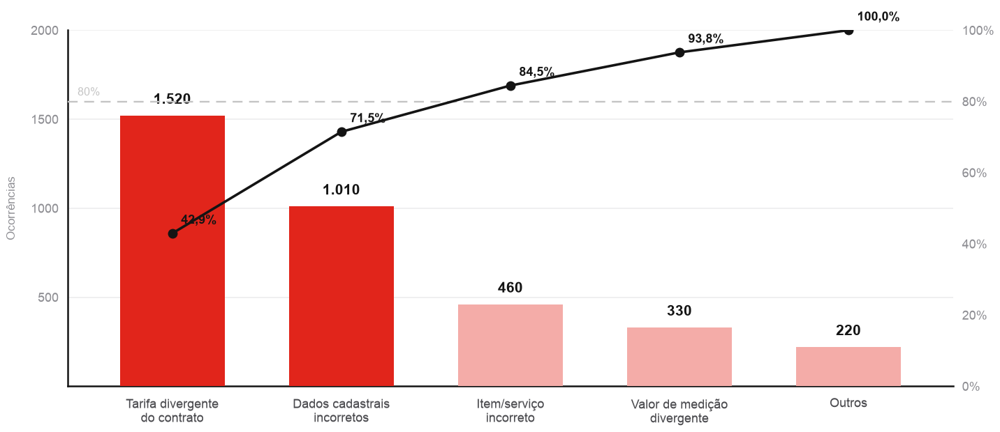 100,0%
2000
100%
93,8%
84,5%
80%
1.520
80%
1500
71,5%
60%
1.010
1000
42,9%
Ocorrências
40%
460
500
330
20%
220
0%
Tarifa divergente
do contrato
Dados cadastrais
incorretos
Item/serviço
incorreto
Valor de medição
divergente
Outros